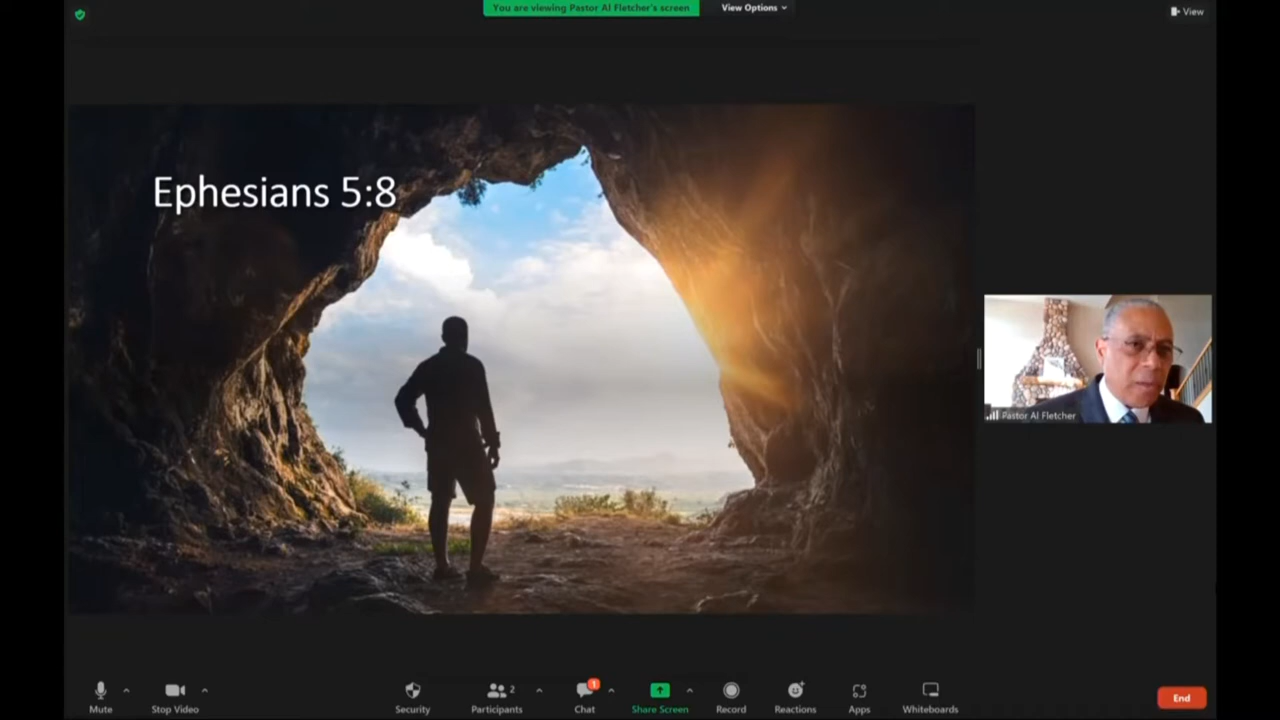 You are viewing Pastor Al Fletcher's screen
View Options
View
Ephesians 5:8
Pastor Al Fletcher
Mute
Stop Video
Security
2
Participants
1
Chat
Share Screen
Record
Reactions
Apps
Whiteboards
End